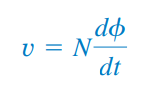 v = N dϕ/dt